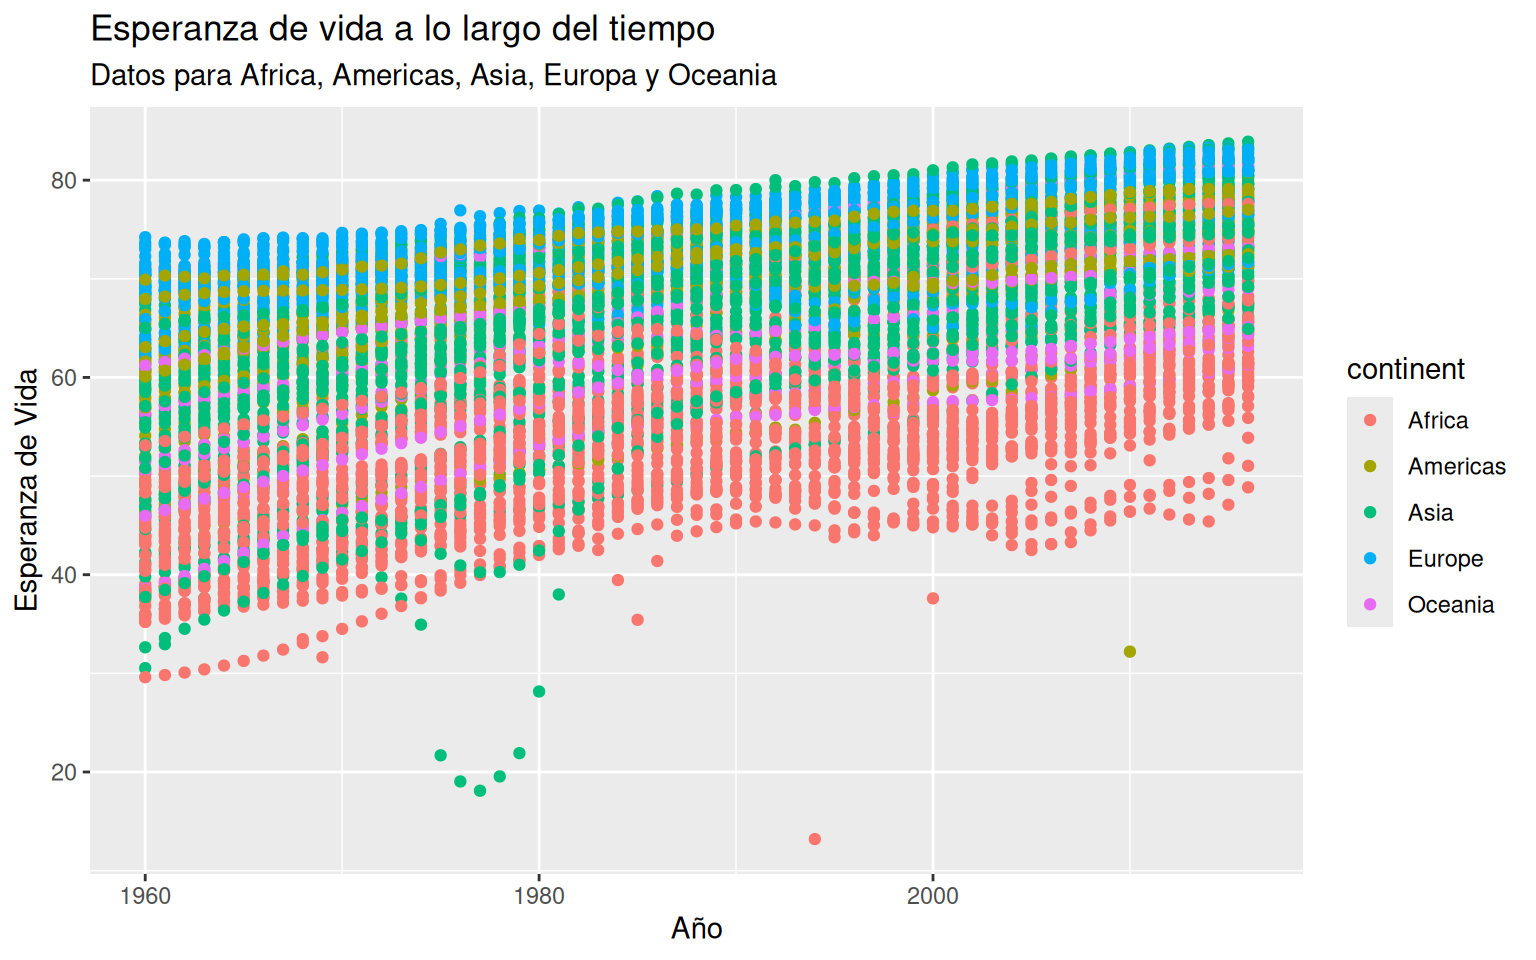 Esperanza de vida a lo largo del tiempo
Datos para Africa, Americas, Asia, Europa y Oceania
Esperanza de Vida
80
60
40
20
1960
1980
2000
Año
continent
Africa
Americas
Asia
Europe
Oceania